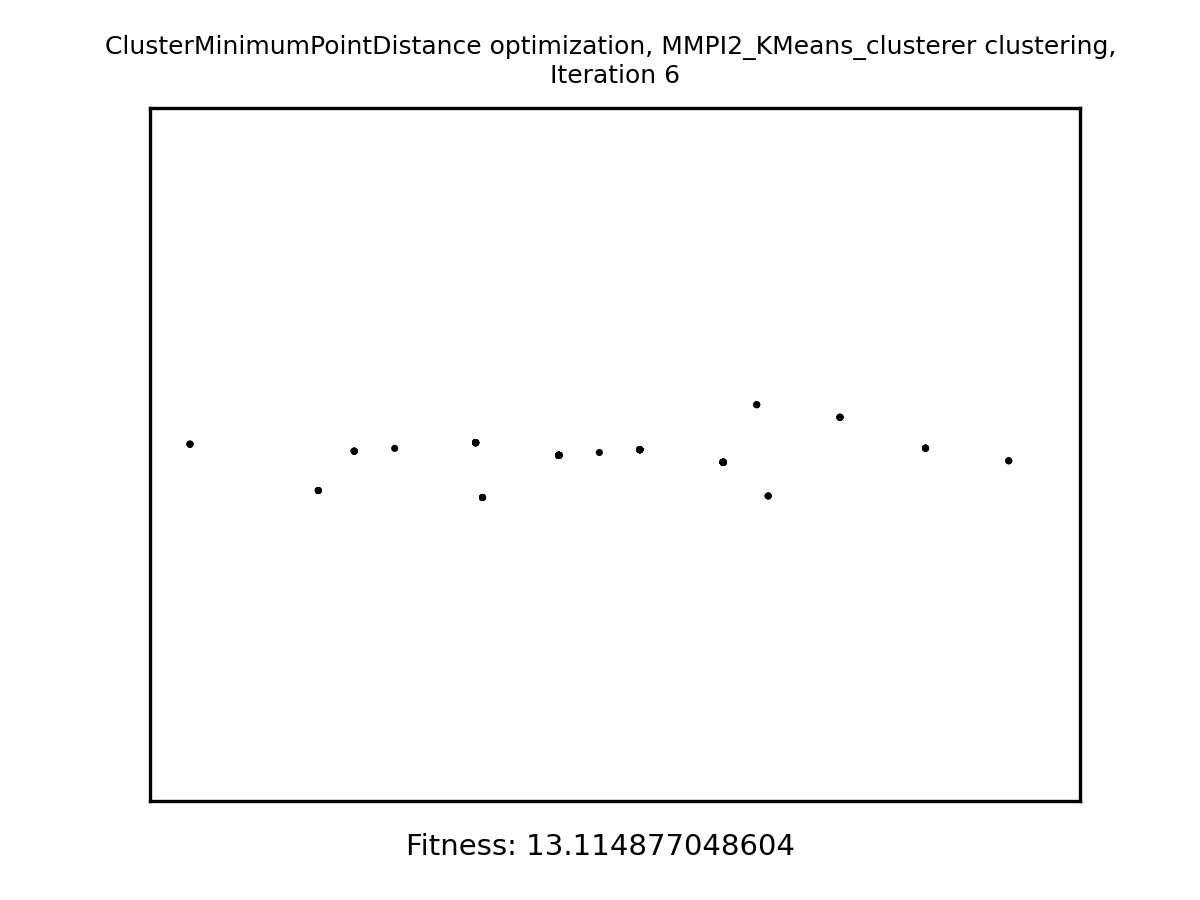 ClusterMinimumPointDistance optimization, MMPI2_KMeans_clusterer clustering,
Iteration 6
Fitness: 13.114877048604